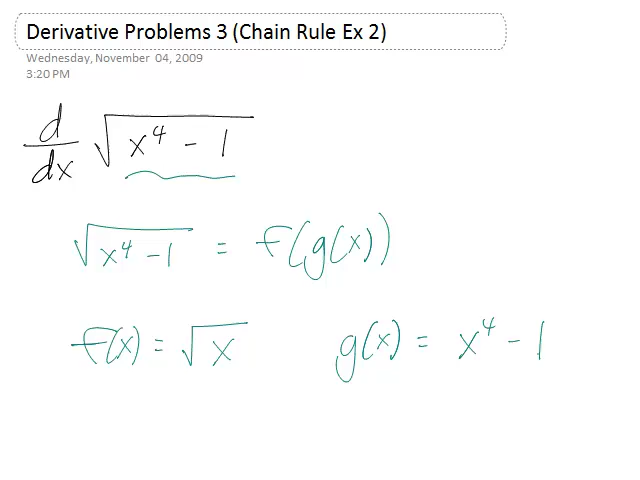 Derivative Problems 3 (Chain Rule Ex 2)
Wednesday, November 04, 2009
3:20 PM
d/dx √(x⁴ - 1)
√(x⁴ - 1) = f(g(x))
f(x) = √x g(x) = x⁴ - 1